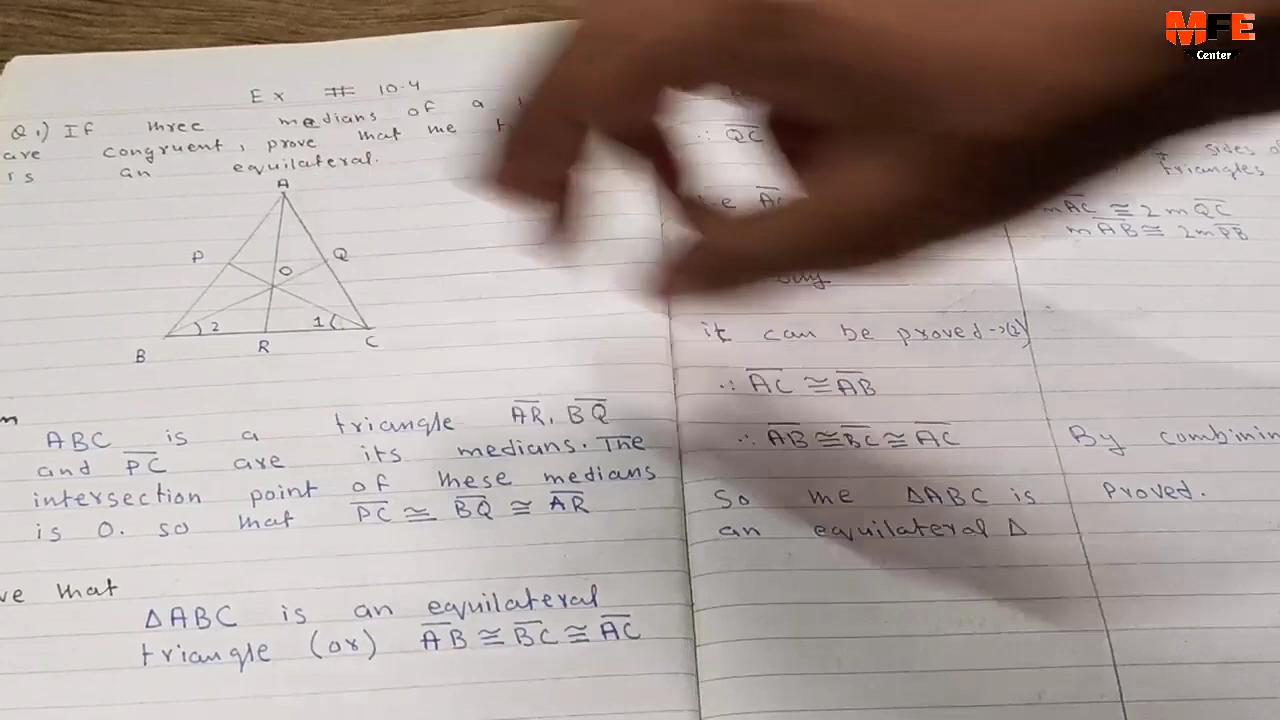 MFE
Center
Ex # 10.4
Q.1) If three medians of a
are congruent, prove that the
is an equilateral.
A
P
Q
O
2
1
B
R
C
ABC is a triangle AR, BQ
and PC are its medians. The
intersection point of these medians
is O. so that PC ≅ BQ ≅ AR
ve that
ΔABC is an equilateral
triangle (or) AB ≅ BC ≅ AC
∴ QC
sides of
triangles
mAC ≅ 2mQC
mAB ≅ 2mPB
it can be proved →(2)
∴ AC ≅ AB
∴ AB ≅ BC ≅ AC
By combinin
So the ΔABC is
Proved.
an equilateral Δ